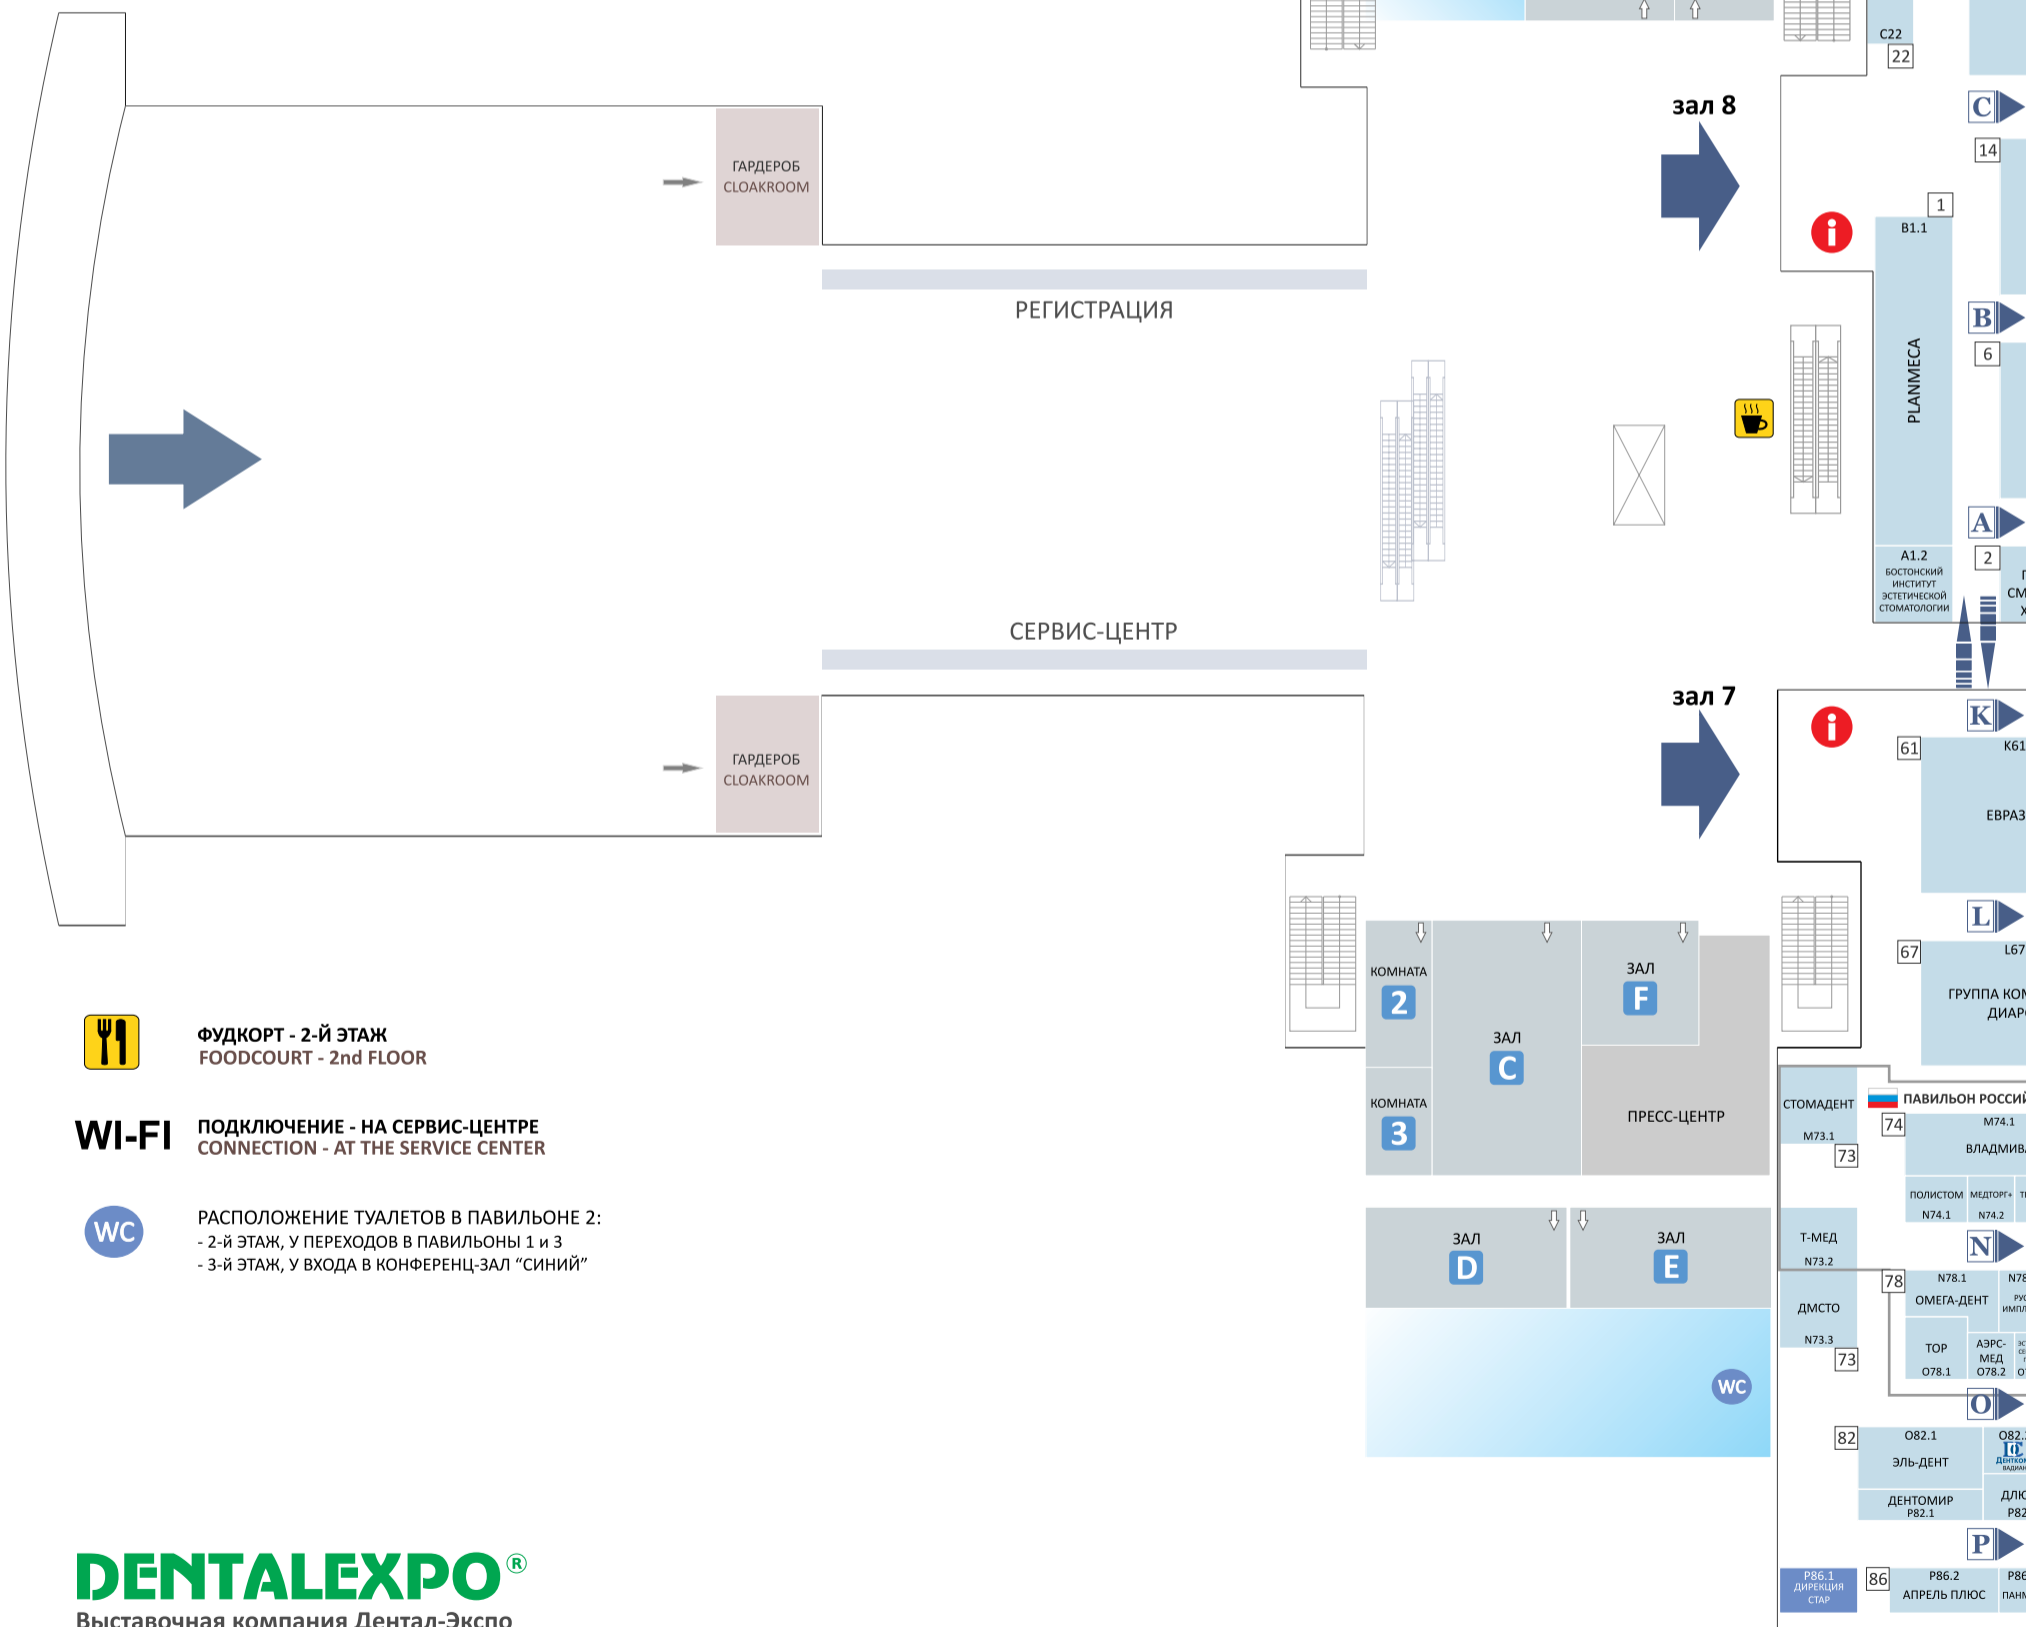 C22
22
зал 8
C
14
ГАРДЕРОБ
CLOAKROOM
1
B1.1
i
РЕГИСТРАЦИЯ
B
6
PLANMECA
A
2
A1.2
БОСТОНСКИЙ
ИНСТИТУТ
ЭСТЕТИЧЕСКОЙ
СТОМАТОЛОГИИ
СЕРВИС-ЦЕНТР
зал 7
i
K
61
K61
ГАРДЕРОБ
CLOAKROOM
L
67
L67
ГРУППА
КОМНАТА
2
ЗАЛ
C
ЗАЛ
F
КОМНАТА
3
ПРЕСС-ЦЕНТР
ФУДКОРТ - 2-Й ЭТАЖ
FOODCOURT - 2nd FLOOR
WI-FI
ПОДКЛЮЧЕНИЕ - НА СЕРВИС-ЦЕНТРЕ
CONNECTION - AT THE SERVICE CENTER
WC
РАСПОЛОЖЕНИЕ ТУАЛЕТОВ В ПАВИЛЬОНЕ 2:
- 2-й ЭТАЖ, У ПЕРЕХОДОВ В ПАВИЛЬОНЫ 1 и 3
- 3-й ЭТАЖ, У ВХОДА В КОНФЕРЕНЦ-ЗАЛ “СИНИЙ”
СТОМАДЕНТ
M73.1
73
ПАВИЛЬОН
74
M74.1
ПОЛИСТОМ
N74.1
МЕДТОРГ+
N74.2
ЗАЛ
D
ЗАЛ
E
Т-МЕД
N73.2
N
78
N78.1
ОМЕГА-ДЕНТ
ДМСТО
N73.3
73
ТОР
O78.1
АЭРС-
МЕД
O78.2
WC
O
82
O82.1
ЭЛЬ-ДЕНТ
ДЕНТОМИР
P82.1
P
P86.1
ДИРЕКЦИЯ
СТАР
86
P86.2
АПРЕЛЬ ПЛЮС
DENTALEXPO®
Выставочная компания Дентал-Экспо